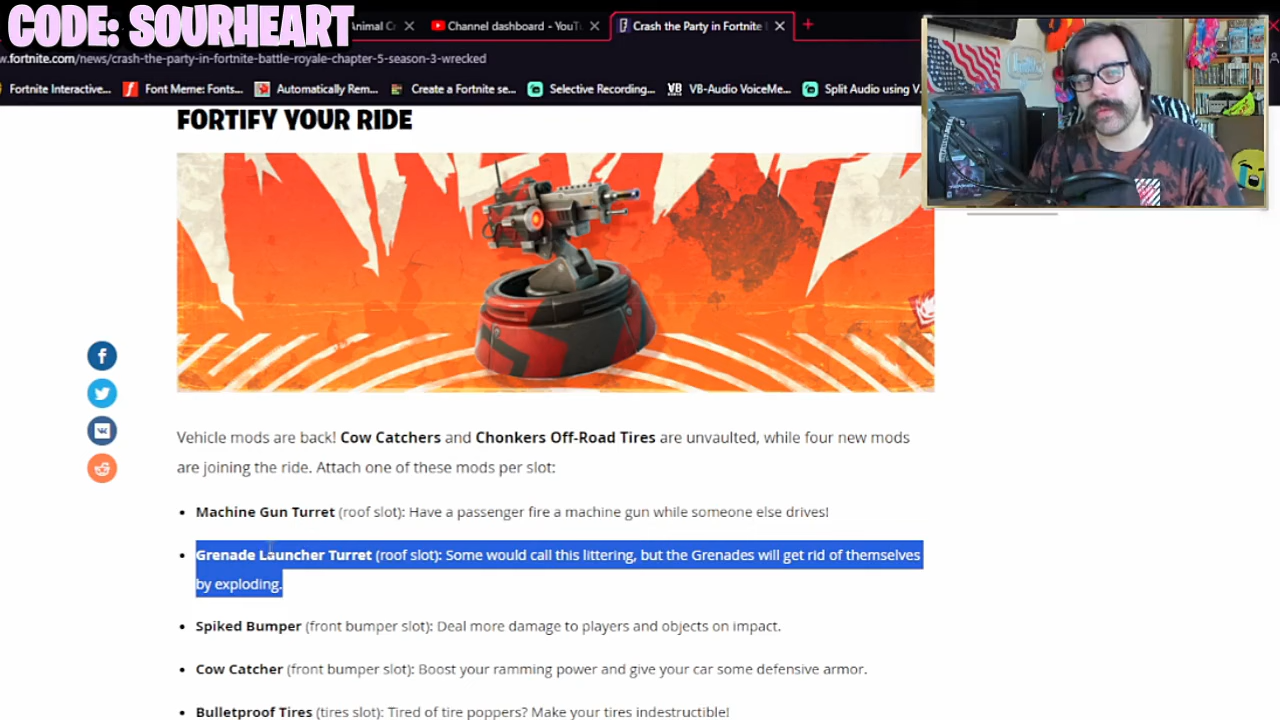 CODE: SOURHEART
Animal Cr
Channel dashboard - YouTu
Crash the Party in Fortnite
w.fortnite.com/news/crash-the-party-in-fortnite-battle-royale-chapter-5-season-3-wrecked
Fortnite Interactive...
Font Meme: Fonts...
Automatically Rem...
Create a Fortnite se...
Selective Recording...
VB
VB-Audio VoiceMe...
Split Audio using V...
FORTIFY YOUR RIDE
Vehicle mods are back! Cow Catchers and Chonkers Off-Road Tires are unvaulted, while four new mods
are joining the ride. Attach one of these mods per slot:
• Machine Gun Turret (roof slot): Have a passenger fire a machine gun while someone else drives!
• Grenade Launcher Turret (roof slot): Some would call this littering, but the Grenades will get rid of themselves
by exploding.
• Spiked Bumper (front bumper slot): Deal more damage to players and objects on impact.
• Cow Catcher (front bumper slot): Boost your ramming power and give your car some defensive armor.
• Bulletproof Tires (tires slot): Tired of tire poppers? Make your tires indestructible!